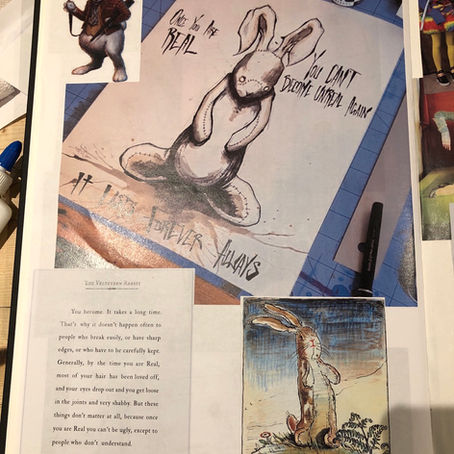 Once You Are
REAL
You CAN'T
BECOME UNREAL AGAIN
It LASTS FOREVER ALWAYS
The Velveteen Rabbit
You become. It takes a long time.
That's why it doesn't happen often to
people who break easily, or have sharp
edges, or who have to be carefully kept.
Generally, by the time you are Real,
most of your hair has been loved off,
and your eyes drop out and you get loose
in the joints and very shabby. But these
things don't matter at all, because once
you are Real you can't be ugly, except to
people who don't understand.